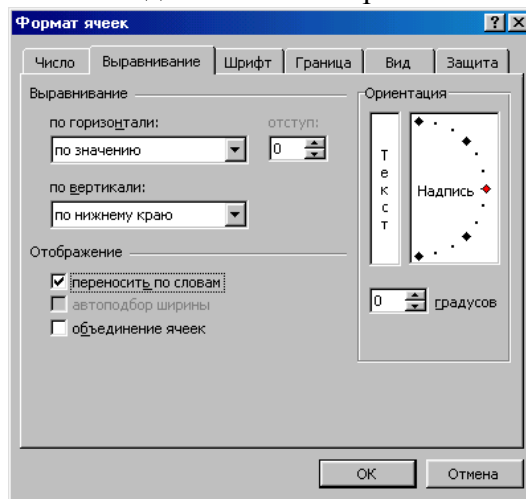 Формат ячеек
Число Выравнивание Шрифт Граница Вид Защита
Выравнивание
по горизонтали: отступ:
по значению 0
по вертикали:
по нижнему краю
Отображение
переносить по словам
автоподбор ширины
объединение ячеек
Ориентация
Текст
Надпись
0 градусов
ОК Отмена